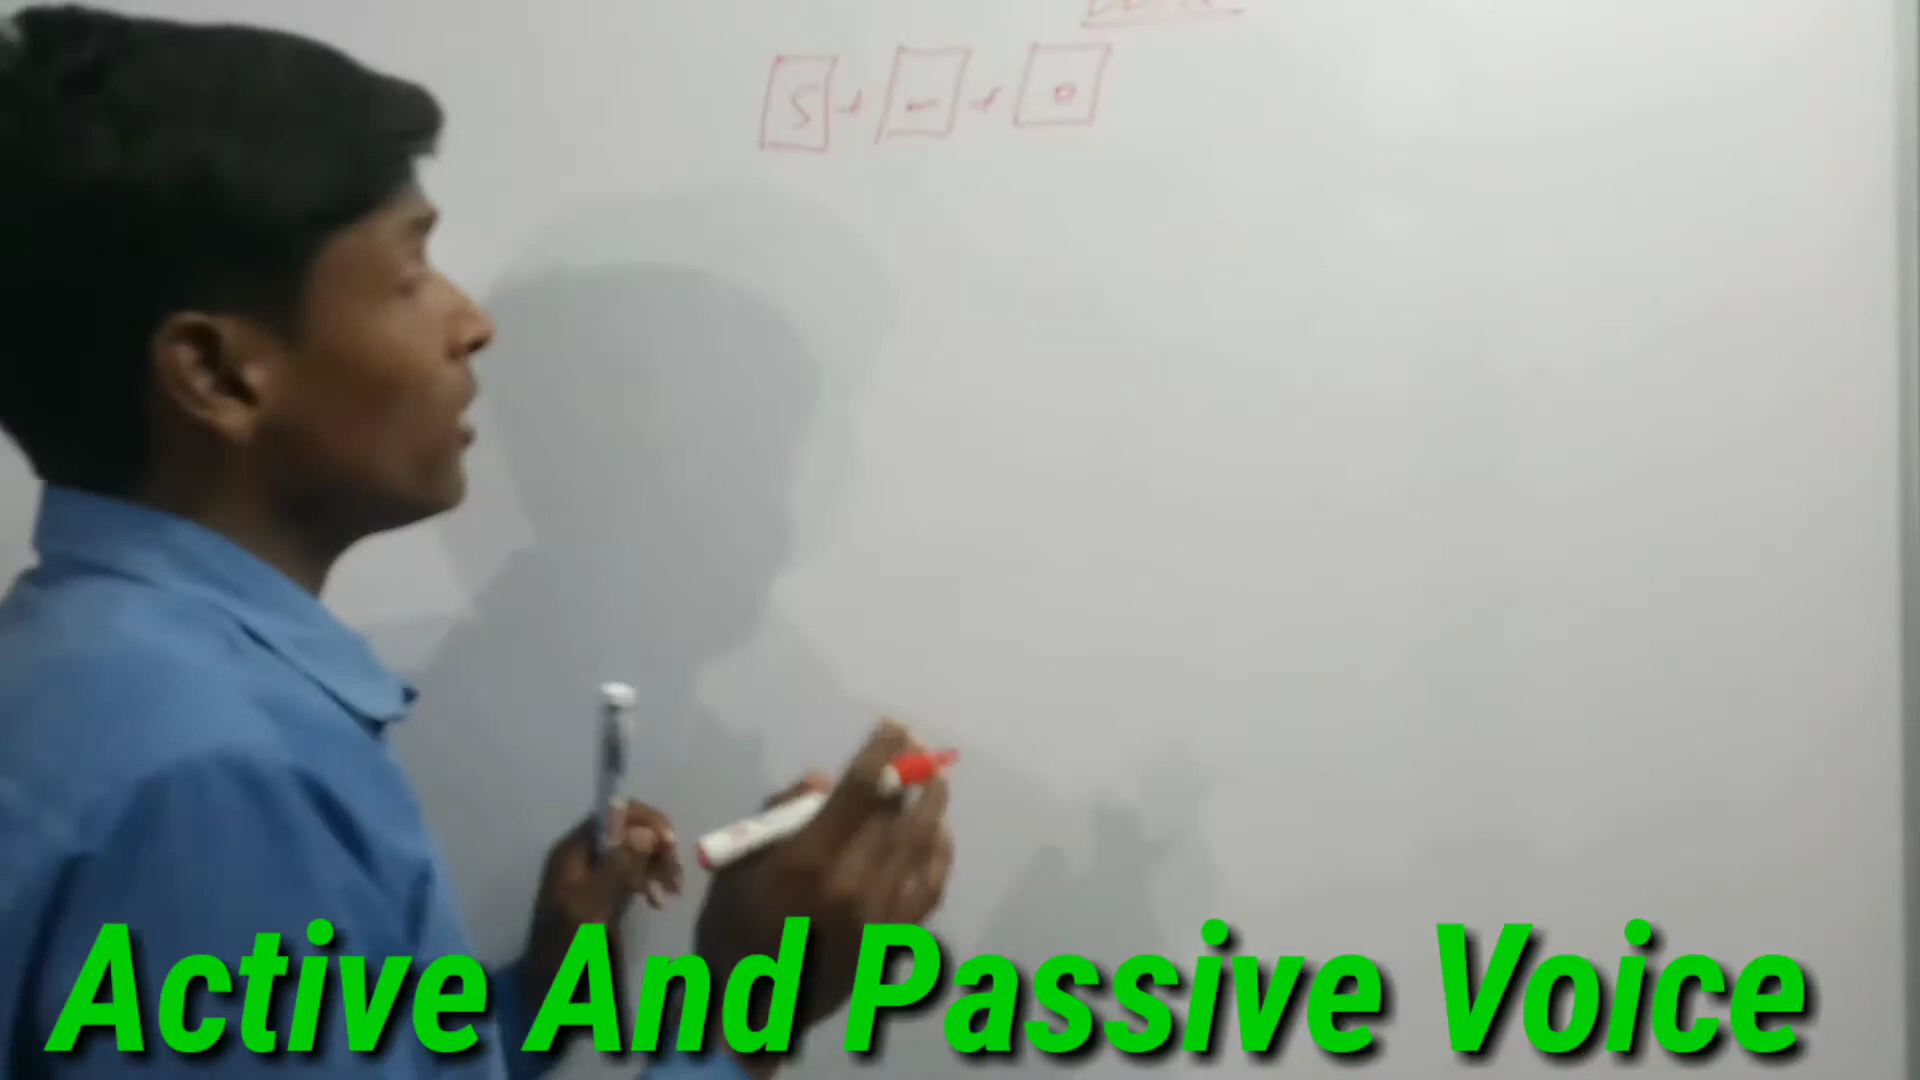 S + v + o
Active And Passive Voice